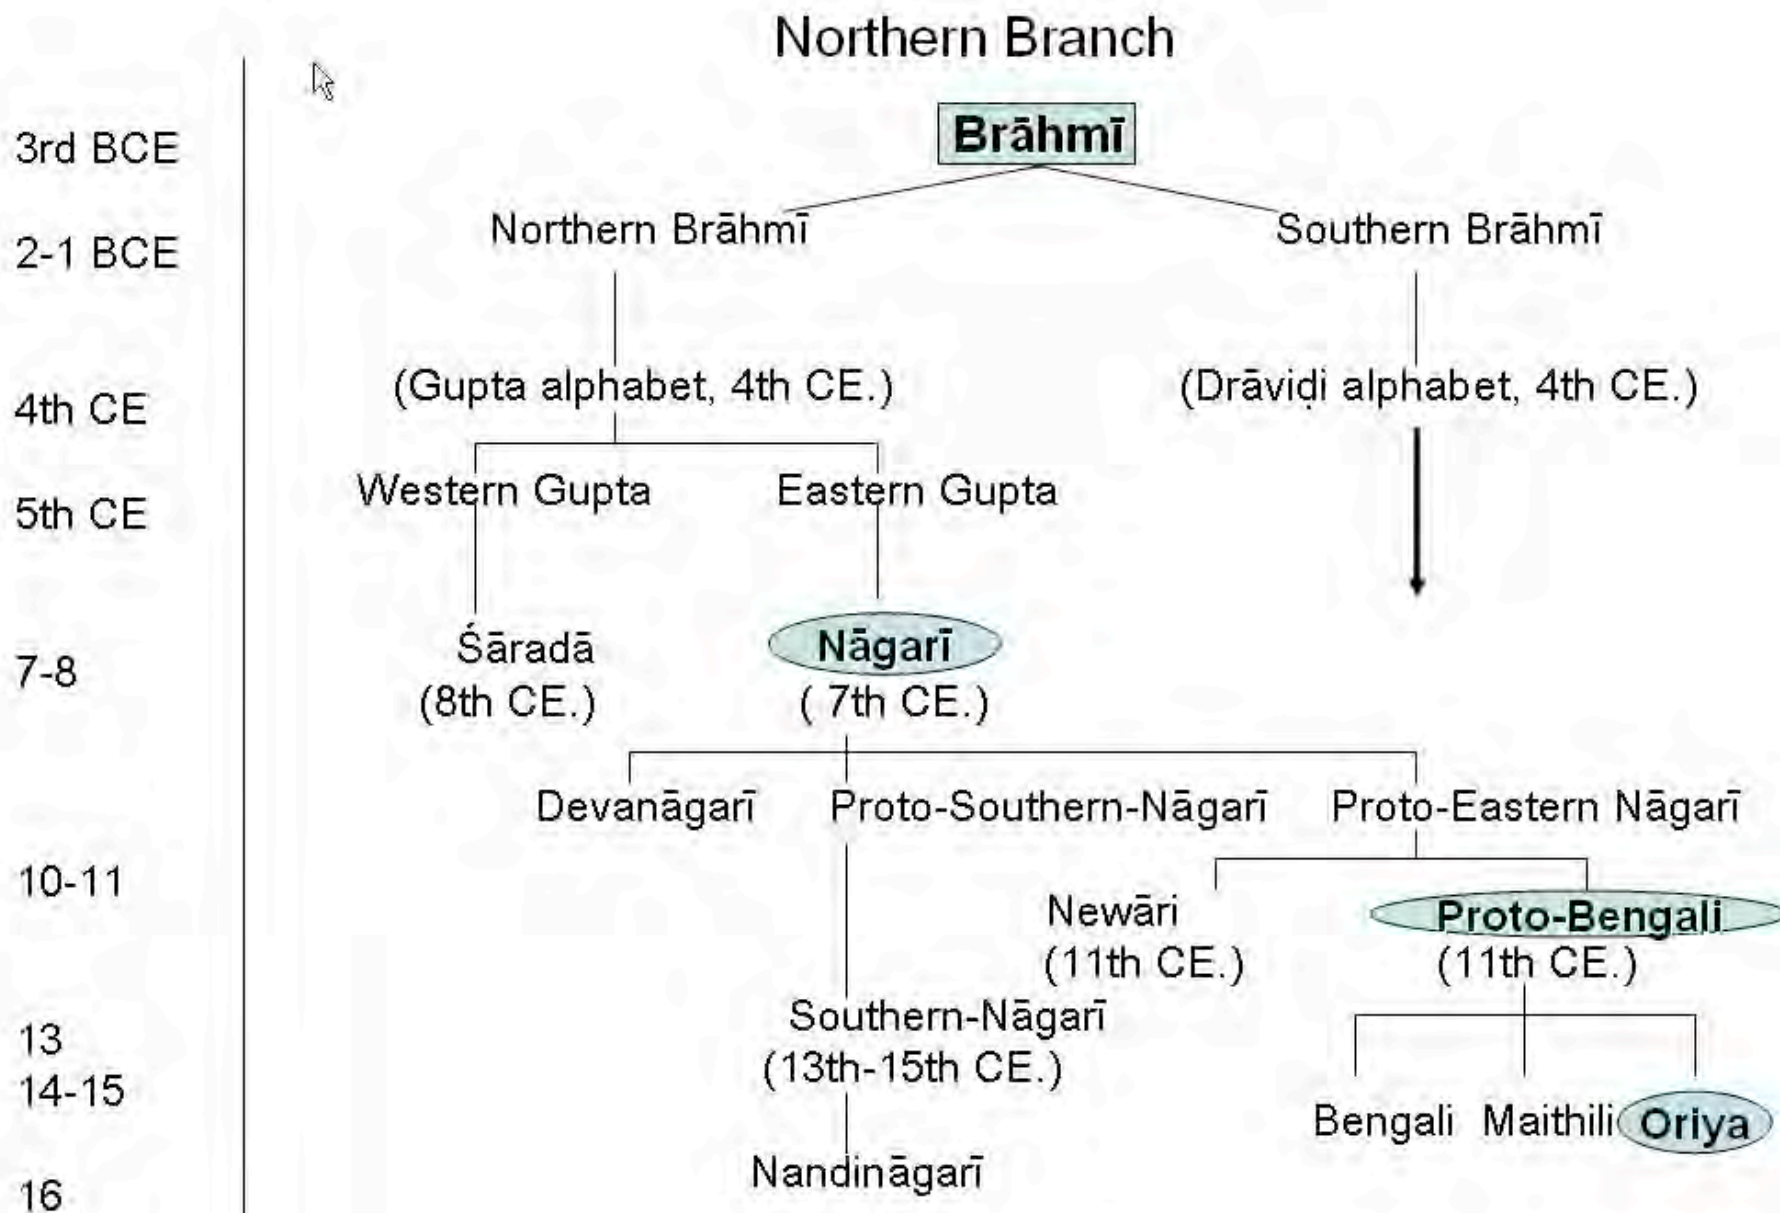 Northern Branch
3rd BCE
Brāhmī
2-1 BCE
Northern Brāhmī
Southern Brāhmī
4th CE
(Gupta alphabet, 4th CE.)
(Drāviḍi alphabet, 4th CE.)
5th CE
Western Gupta
Eastern Gupta
7-8
Śāradā
(8th CE.)
Nāgarī
( 7th CE.)
Devanāgarī
Proto-Southern-Nāgarī
Proto-Eastern Nāgarī
10-11
Newāri
(11th CE.)
Proto-Bengali
(11th CE.)
13
Southern-Nāgarī
(13th-15th CE.)
14-15
Bengali
Maithili
Oriya
16
Nandināgarī